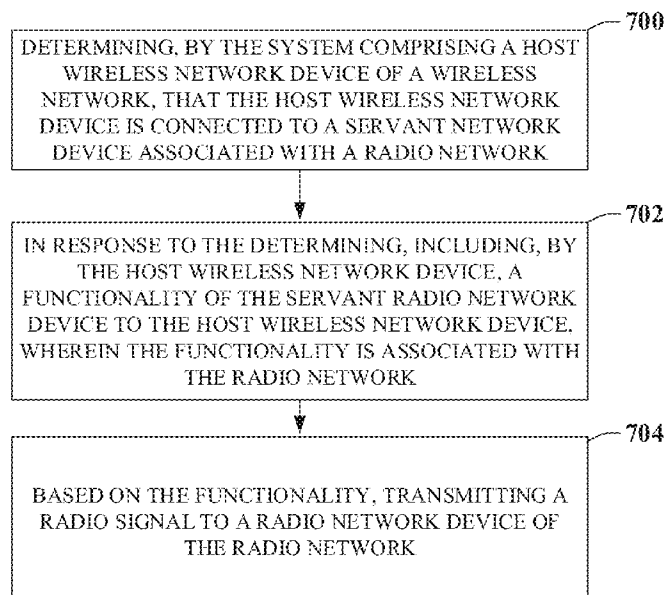 700
DETERMINING, BY THE SYSTEM COMPRISING A HOST
WIRELESS NETWORK DEVICE OF A WIRELESS
NETWORK, THAT THE HOST WIRELESS NETWORK
DEVICE IS CONNECTED TO A SERVANT NETWORK
DEVICE ASSOCIATED WITH A RADIO NETWORK
702
IN RESPONSE TO THE DETERMINING, INCLUDING, BY
THE HOST WIRELESS NETWORK DEVICE, A
FUNCTIONALITY OF THE SERVANT RADIO NETWORK
DEVICE TO THE HOST WIRELESS NETWORK DEVICE,
WHEREIN THE FUNCTIONALITY IS ASSOCIATED WITH
THE RADIO NETWORK
704
BASED ON THE FUNCTIONALITY, TRANSMITTING A
RADIO SIGNAL TO A RADIO NETWORK DEVICE OF
THE RADIO NETWORK